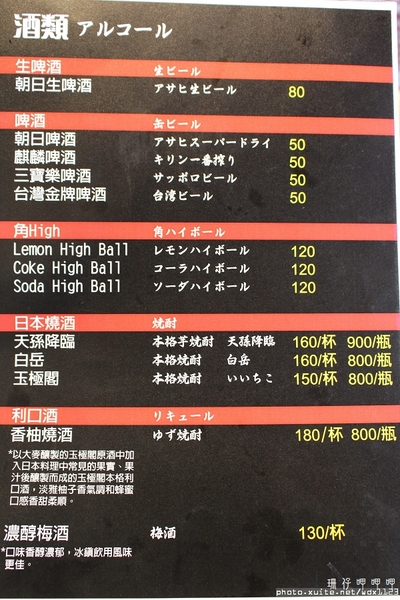 酒類 アルコール
生啤酒 生ビール
朝日生啤酒 アサヒ生ビール 80
啤酒 缶ビール
朝日啤酒 アサヒスーパードライ 50
麒麟啤酒 キリン一番搾り 50
三寶樂啤酒 サッポロビール 50
台灣金牌啤酒 台湾ビール 50
角High 角ハイボール
Lemon High Ball レモンハイボール 120
Coke High Ball コーラハイボール 120
Soda High Ball ソーダハイボール 120
日本燒酒 焼酎
天孫降臨 本格芋焼酎 天孫降臨 160/杯 900/瓶
白岳 本格焼酎 白岳 160/杯 800/瓶
玉極閣 本格焼酎 いいちこ 150/杯 800/瓶
利口酒 リキュール
香柚燒酒 ゆず焼酎 180/杯 800/瓶
*以大麥釀製的玉極閣原酒中加
入日本料理中常見的果實、果
汁後釀製而成的玉極閣本格利
口酒，淡雅柚子香氣調和蜂蜜
口感香甜柔順。
濃醇梅酒 梅酒 130/杯
*口味香醇濃郁，冰鎮飲用風味
更佳。
瓊仔呷呷呷
photo.xuite.net/wdx1123